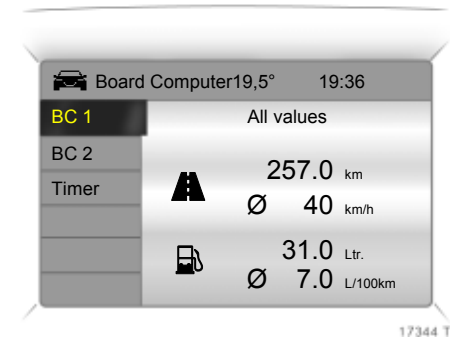 Board Computer19,5° 19:36
BC 1
All values
BC 2
Timer
257.0 km
Ø 40 km/h
31.0 Ltr.
Ø 7.0 L/100km
17344 T